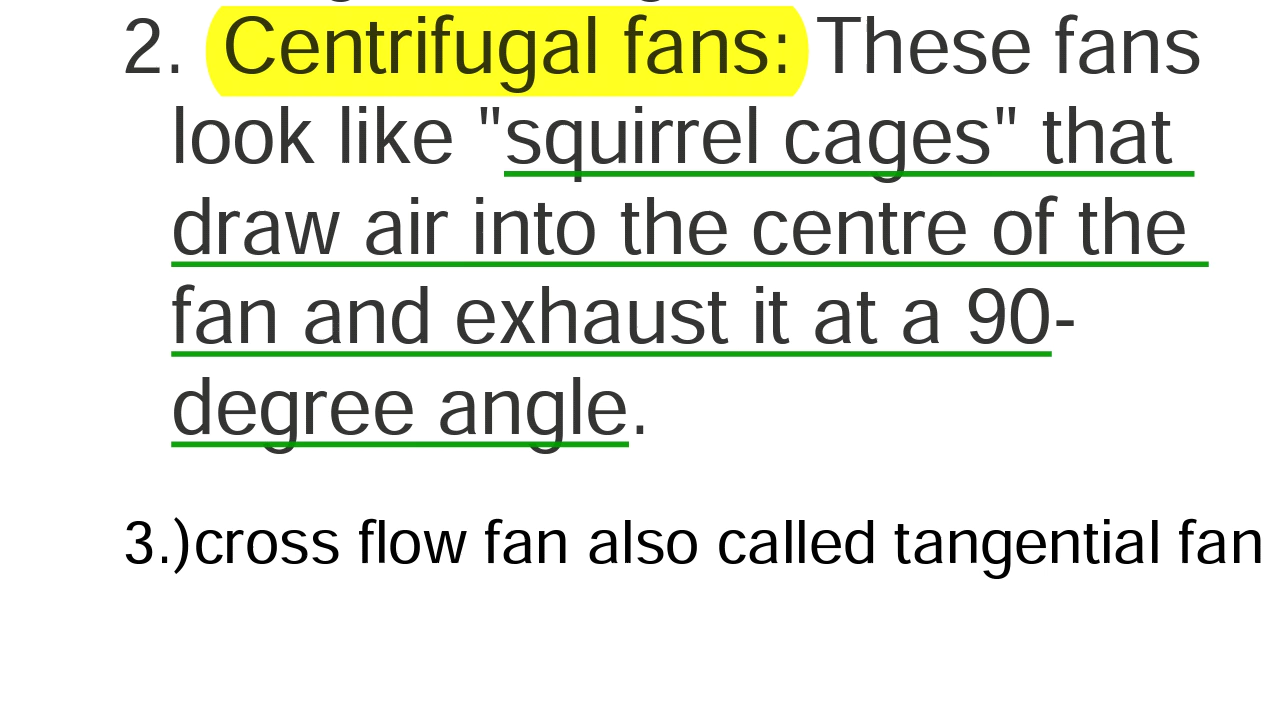 2. Centrifugal fans: These fans
look like "squirrel cages" that
draw air into the centre of the
fan and exhaust it at a 90-
degree angle.
3.)cross flow fan also called tangential fan